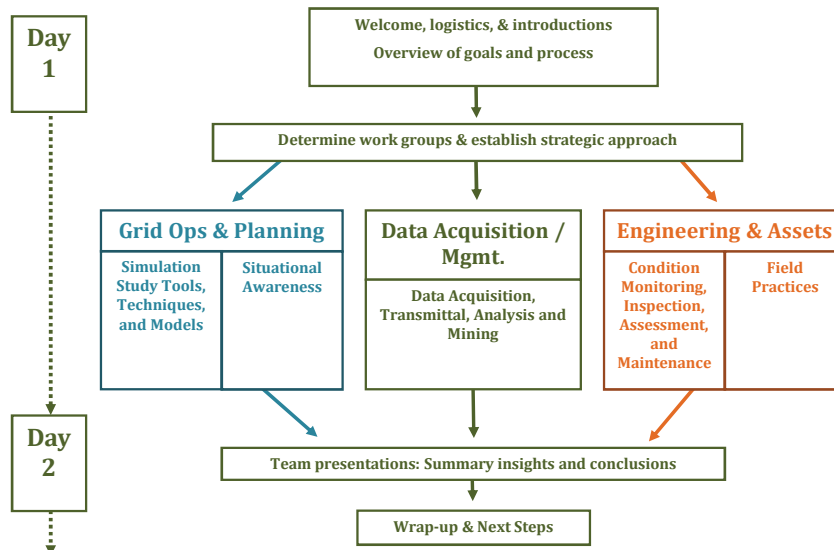 Day
1
Welcome, logistics, & introductions
Overview of goals and process
Determine work groups & establish strategic approach
Grid Ops & Planning
Simulation
Study Tools,
Techniques,
and Models
Situational
Awareness
Data Acquisition /
Mgmt.
Data Acquisition,
Transmittal, Analysis and
Mining
Engineering & Assets
Condition
Monitoring,
Inspection,
Assessment,
and
Maintenance
Field
Practices
Day
2
Team presentations: Summary insights and conclusions
Wrap-up & Next Steps